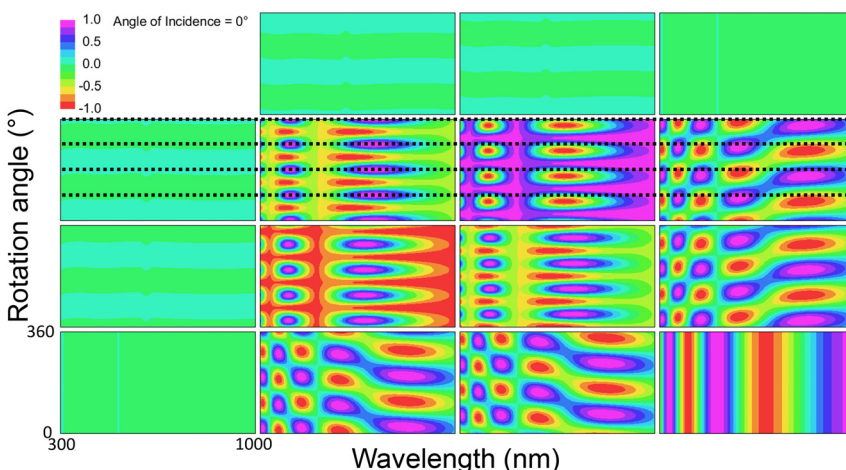 1.0 Angle of Incidence = 0°
0.5
0.0
-0.5
-1.0
Rotation angle (°)
360
0
300 1000
Wavelength (nm)